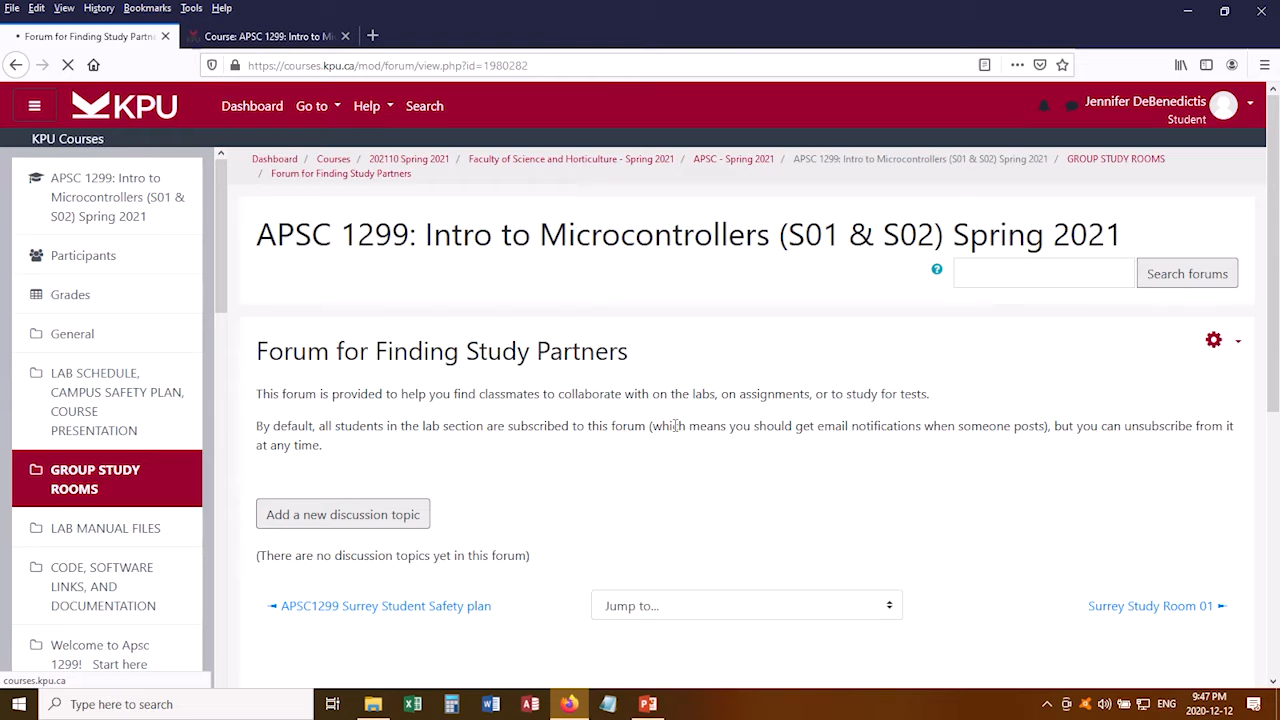 File Edit View History Bookmarks Tools Help
Forum for Finding Study Partne
Course: APSC 1299: Intro to Mi
https://courses.kpu.ca/mod/forum/view.php?id=1980282
KPU
Dashboard Go to Help Search
Jennifer DeBenedictis
Student
KPU Courses
APSC 1299: Intro to
Microcontrollers (S01 &
S02) Spring 2021
Participants
Grades
General
LAB SCHEDULE,
CAMPUS SAFETY PLAN,
COURSE
PRESENTATION
GROUP STUDY
ROOMS
LAB MANUAL FILES
CODE, SOFTWARE
LINKS, AND
DOCUMENTATION
Welcome to Apsc
1299! Start here
courses.kpu.ca
Dashboard / Courses / 202110 Spring 2021 / Faculty of Science and Horticulture - Spring 2021 / APSC - Spring 2021 / APSC 1299: Intro to Microcontrollers (S01 & S02) Spring 2021 / GROUP STUDY ROOMS
/ Forum for Finding Study Partners
APSC 1299: Intro to Microcontrollers (S01 & S02) Spring 2021
Search forums
Forum for Finding Study Partners
This forum is provided to help you find classmates to collaborate with on the labs, on assignments, or to study for tests.
By default, all students in the lab section are subscribed to this forum (which means you should get email notifications when someone posts), but you can unsubscribe from it
at any time.
Add a new discussion topic
(There are no discussion topics yet in this forum)
◄ APSC1299 Surrey Student Safety plan
Jump to...
Surrey Study Room 01 ►
Type here to search
ENG
9:47 PM
2020-12-12